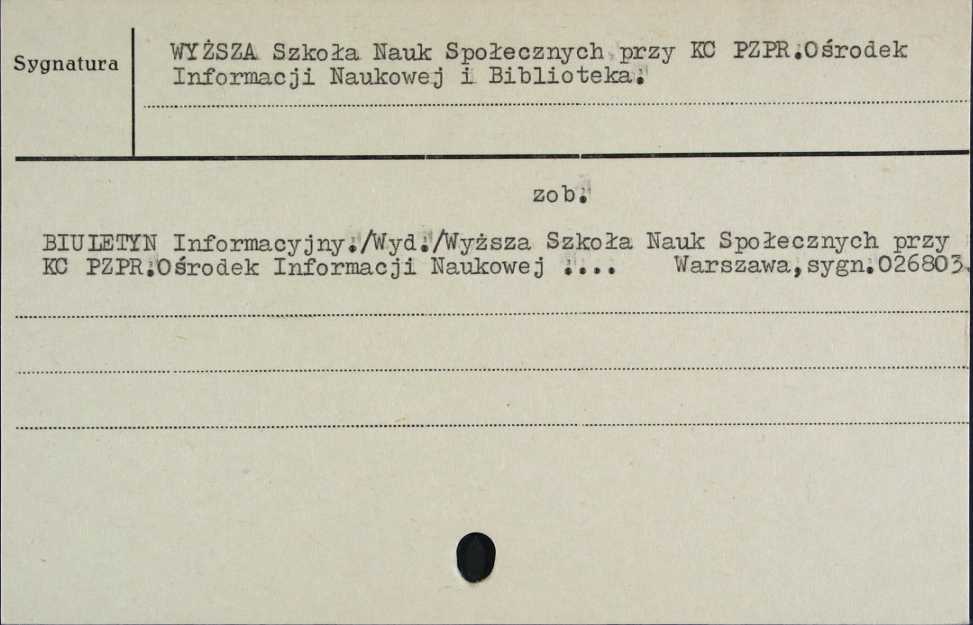 Sygnatura
WYŻSZA Szkoła Nauk Społecznych przy KC PZPR.Ośrodek
Informacji Naukowej i Biblioteka.
zob.
BIULETYN Informacyjny./Wyd./Wyższa Szkoła Nauk Społecznych przy
KC PZPR.Ośrodek Informacji Naukowej .... Warszawa,sygn.026803.